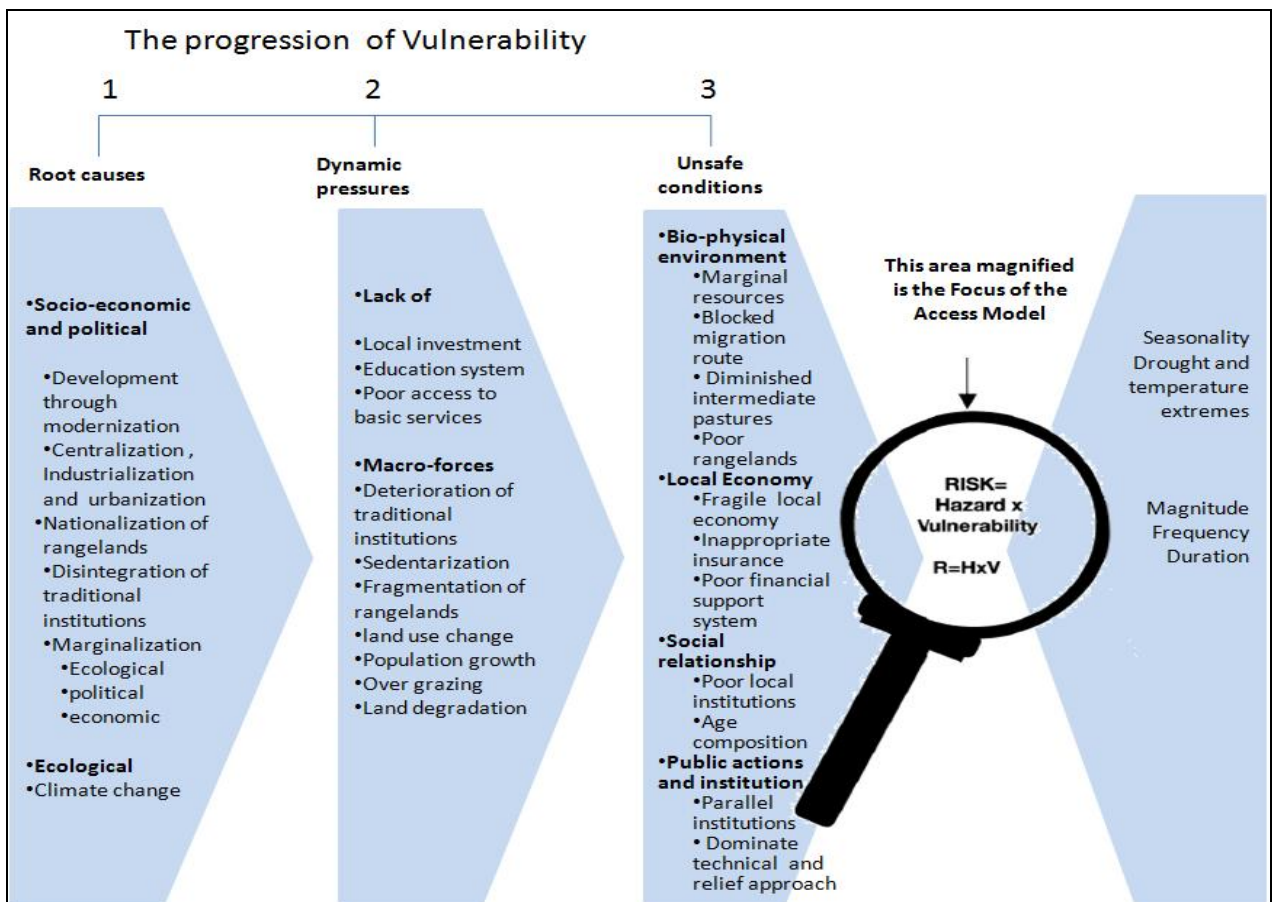 The progression of Vulnerability
1
2
3
Root causes
•Socio-economic
and political
•Development
through
modernization
•Centralization ,
Industrialization
and urbanization
•Nationalization of
rangelands
•Disintegration of
traditional
institutions
•Marginalization
•Ecological
•political
•economic
•Ecological
•Climate change
Dynamic
pressures
•Lack of
•Local investment
•Education system
•Poor access to
basic services
•Macro-forces
•Deterioration of
traditional
institutions
•Sedentarization
•Fragmentation of
rangelands
•land use change
•Population growth
•Over grazing
•Land degradation
Unsafe
conditions
•Bio-physical
environment
•Marginal
resources
•Blocked
migration
route
• Diminished
intermediate
pastures
•Poor
rangelands
•Local Economy
•Fragile local
economy
•Inappropriate
insurance
•Poor financial
support
system
•Social
relationship
•Poor local
institutions
•Age
composition
•Public actions
and institution
•Parallel
institutions
• Dominate
technical and
relief approach
This area magnified
is the Focus of the
Access Model
RISK=
Hazard x
Vulnerability
R=HxV
Seasonality
Drought and
temperature
extremes
Magnitude
Frequency
Duration